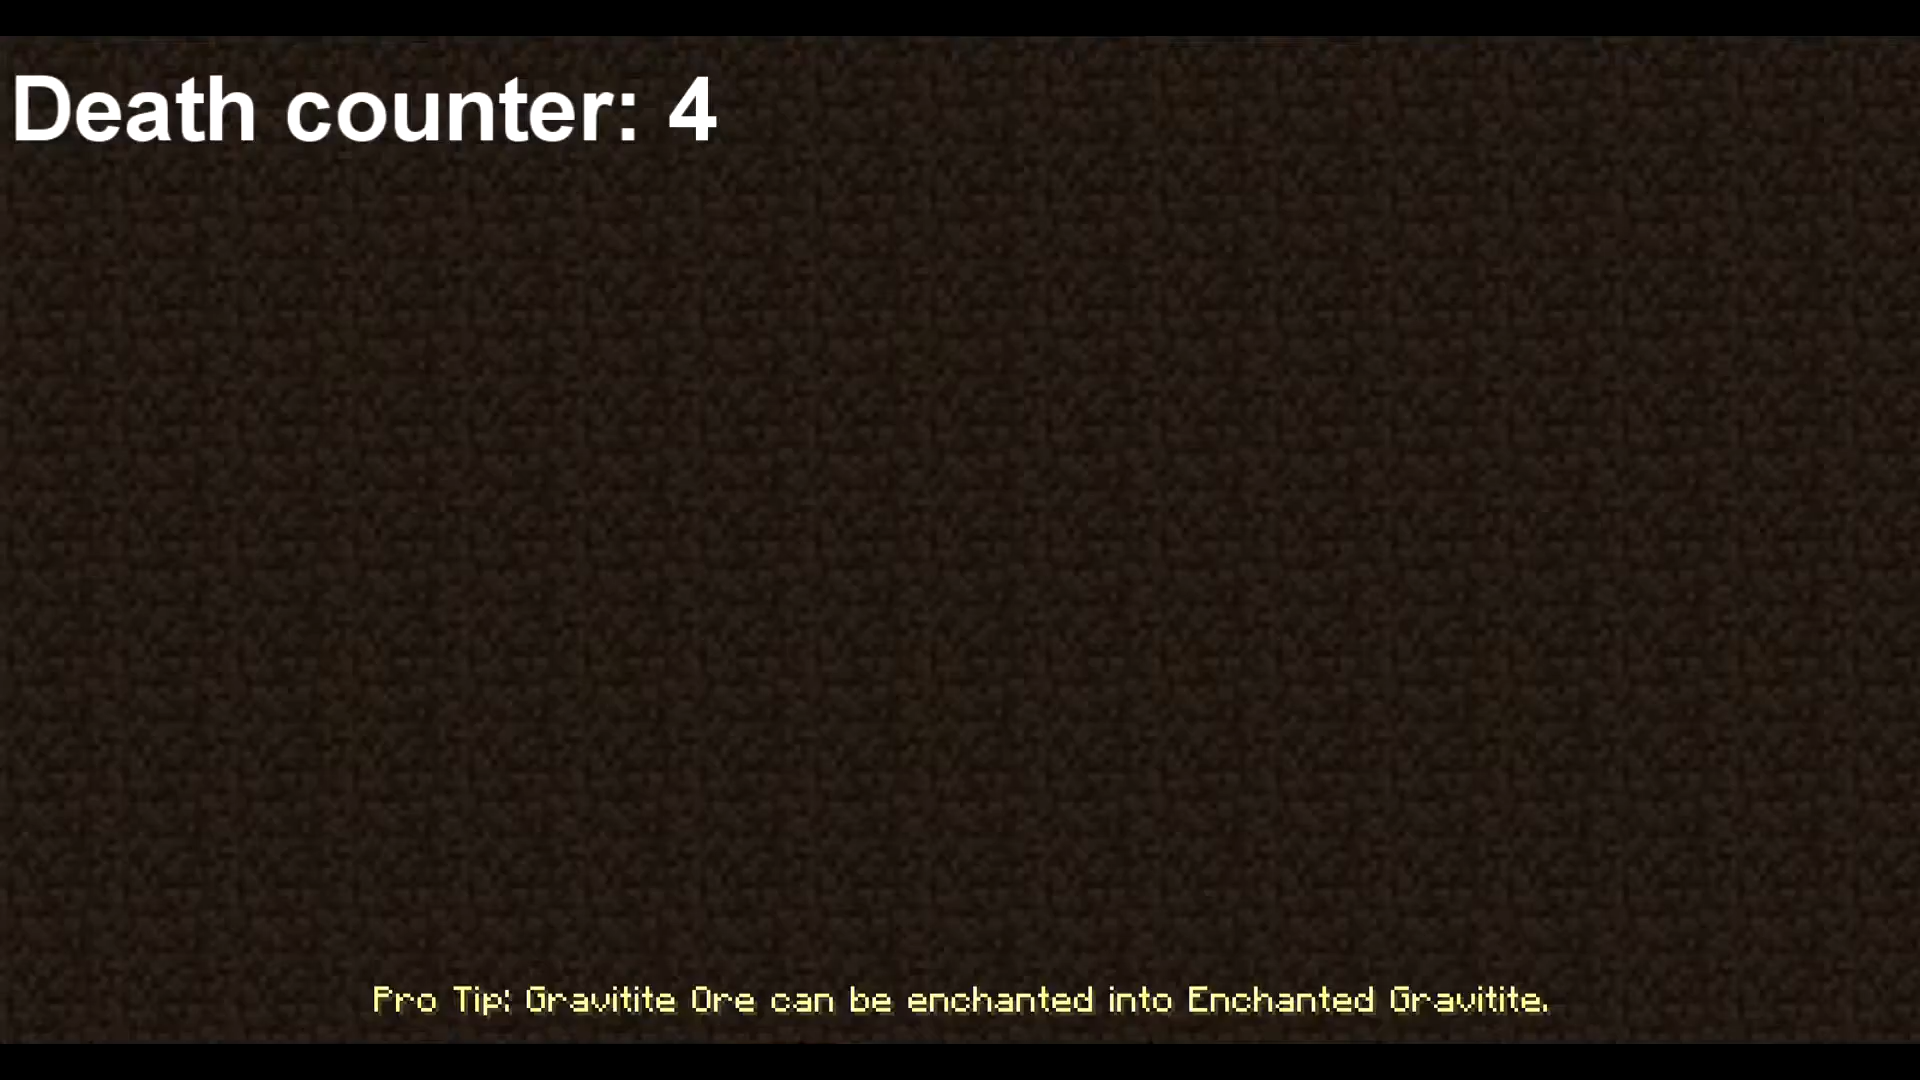 Death counter: 4
Pro Tip: Gravitite Ore can be enchanted into Enchanted Gravitite.